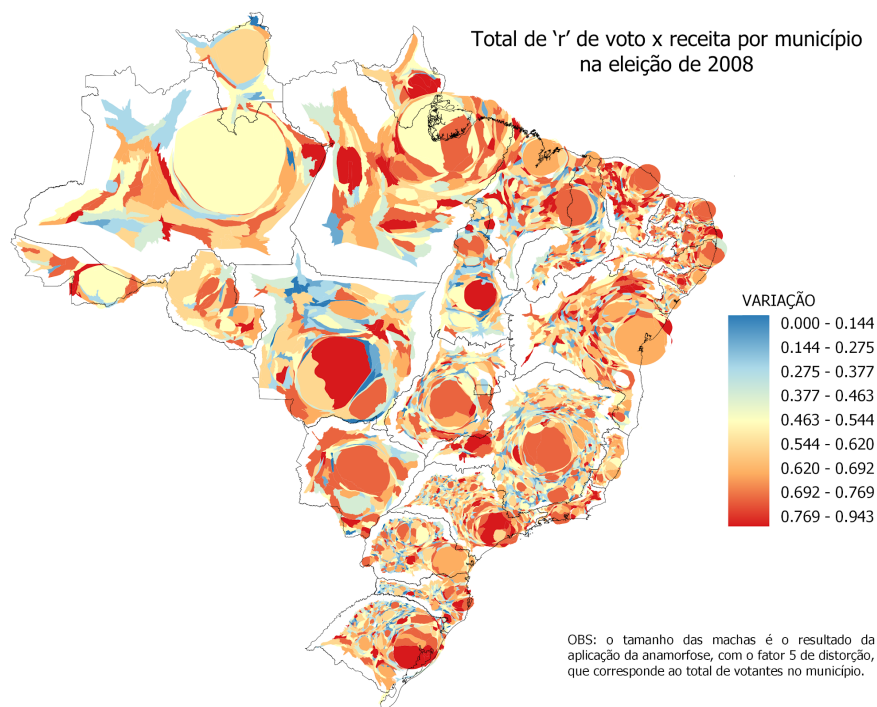 Total de ‘r’ de voto x receita por município
na eleição de 2008
VARIAÇÃO
0.000 - 0.144
0.144 - 0.275
0.275 - 0.377
0.377 - 0.463
0.463 - 0.544
0.544 - 0.620
0.620 - 0.692
0.692 - 0.769
0.769 - 0.943
OBS: o tamanho das machas é o resultado da
aplicação da anamorfose, com o fator 5 de distorção,
que corresponde ao total de votantes no município.